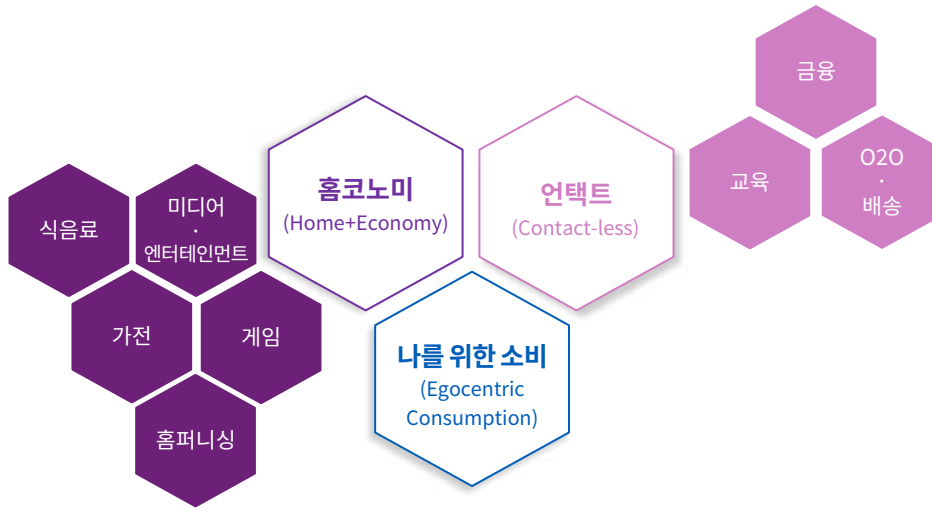 홈코노미
(Home+Economy)
언택트
(Contact-less)
나를 위한 소비
(Egocentric
Consumption)
식음료
미디어
·
엔터테인먼트
가전
게임
홈퍼니싱
금융
교육
O2O
·
배송